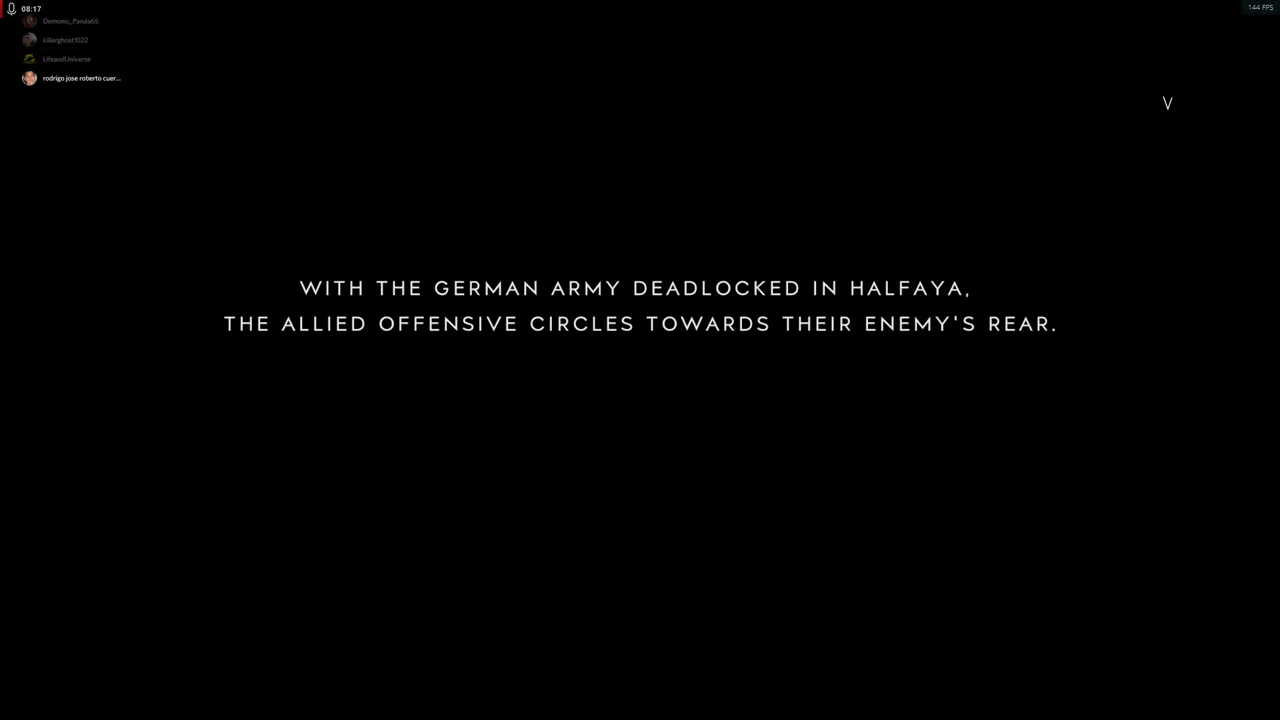 08:17
144 FPS
Demonic_Panda65
killerghost1022
LifeandUniverse
rodrigo jose roberto cuer...
V
WITH THE GERMAN ARMY DEADLOCKED IN HALFAYA,
THE ALLIED OFFENSIVE CIRCLES TOWARDS THEIR ENEMY'S REAR.